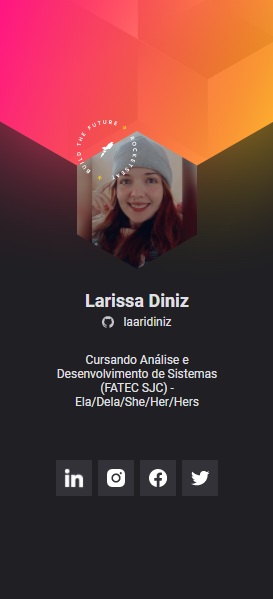 BUILD THE FUTURE
ROCKETSEAT
Larissa Diniz
laaridiniz
Cursando Análise e
Desenvolvimento de Sistemas
(FATEC SJC) -
Ela/Dela/She/Her/Hers
in